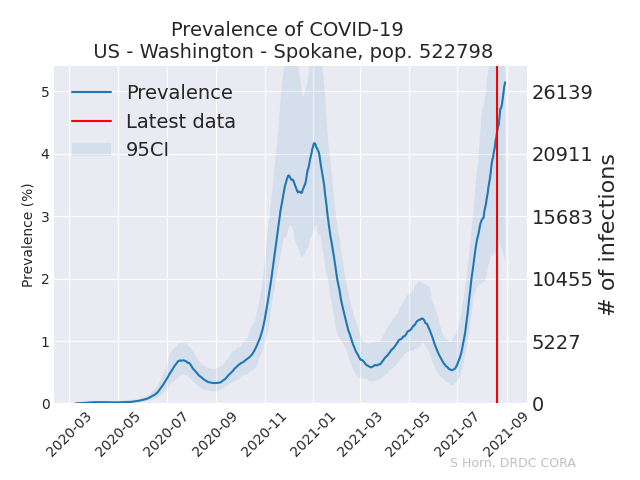 Prevalence of COVID-19
US - Washington - Spokane, pop. 522798
Prevalence
Latest data
95CI
Prevalence (%)
5
4
3
2
1
0
26139
20911
15683
10455
5227
0
# of infections
2020-03
2020-05
2020-07
2020-09
2020-11
2021-01
2021-03
2021-05
2021-07
2021-09
S Horn, DRDC CORA